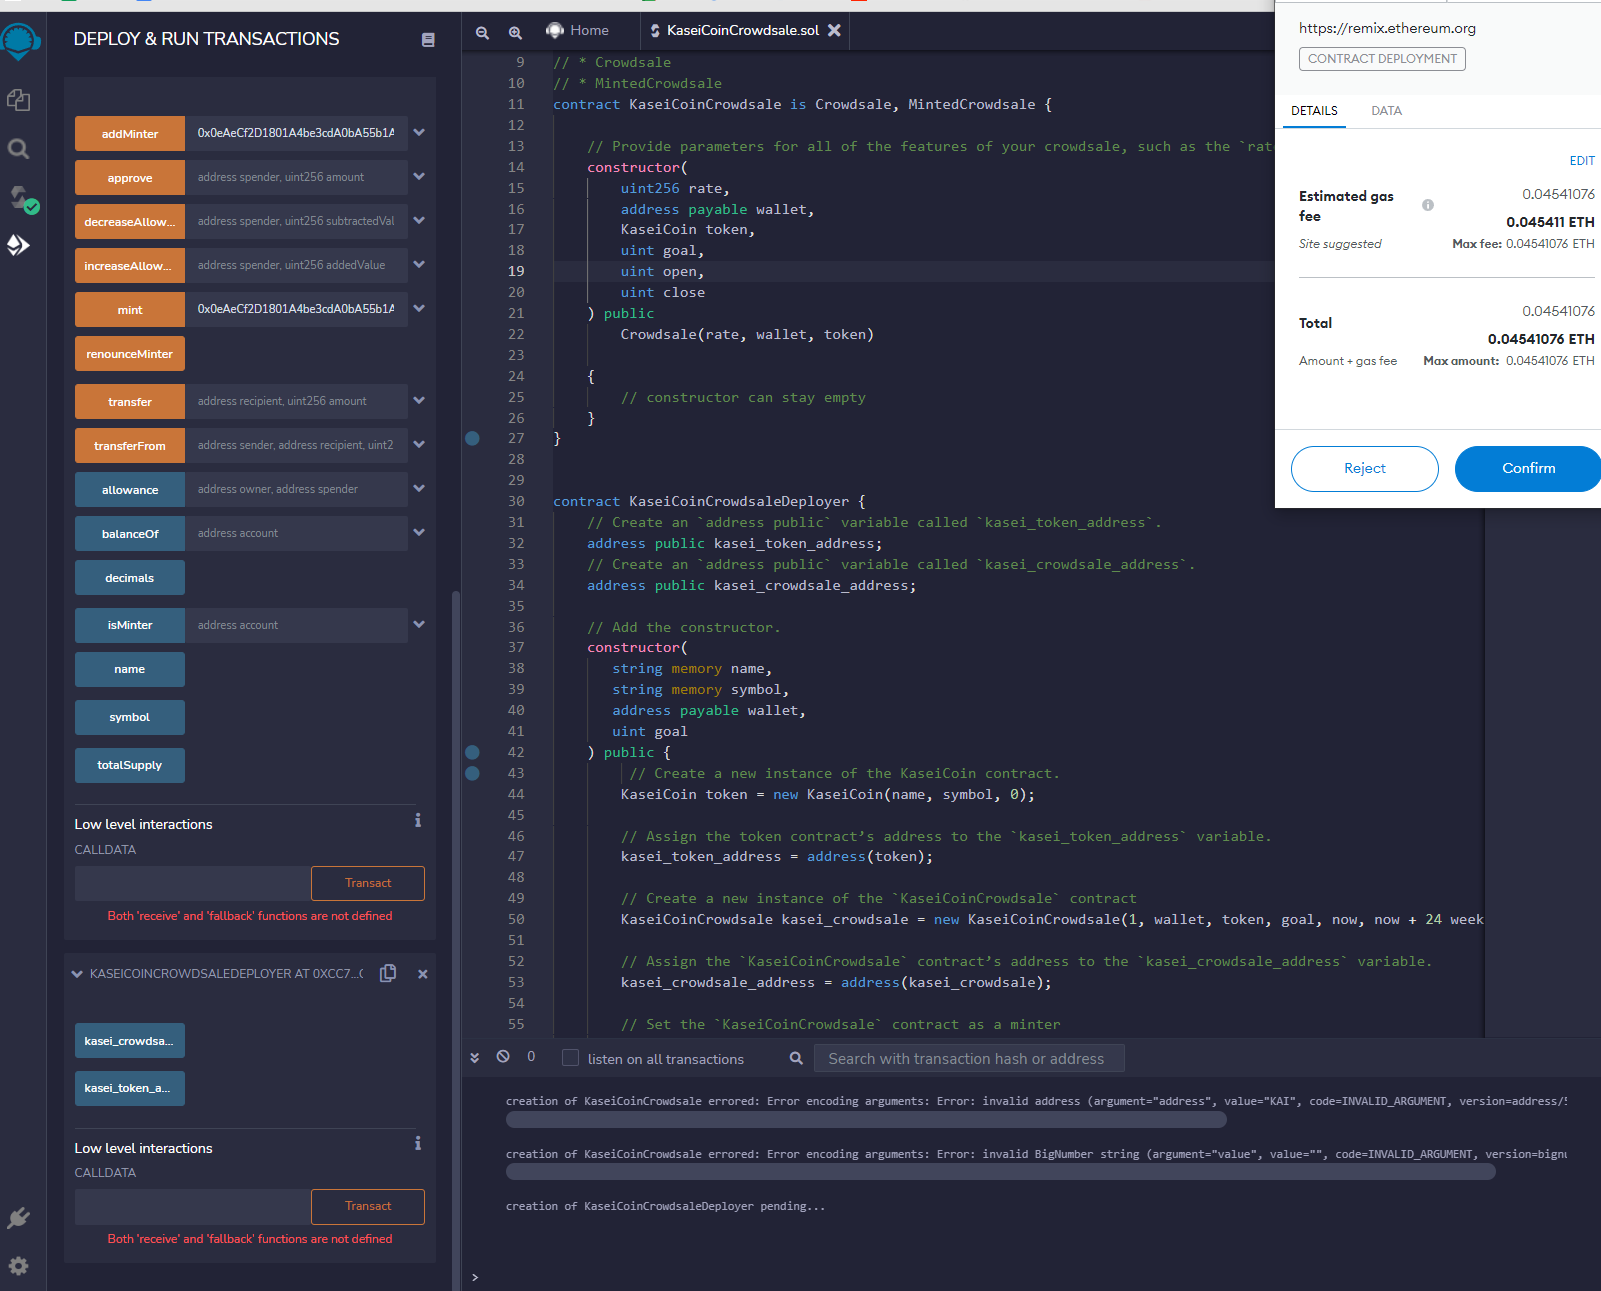 DEPLOY & RUN TRANSACTIONS
addMinter 0x0eAeCf2D1801A4be3cdA0bA55b1A
approve address spender, uint256 amount
decreaseAllow... address spender, uint256 subtractedVal
increaseAllow... address spender, uint256 addedValue
mint 0x0eAeCf2D1801A4be3cdA0bA55b1A
renounceMinter
transfer address recipient, uint256 amount
transferFrom address sender, address recipient, uint2
allowance address owner, address spender
balanceOf address account
decimals
isMinter address account
name
symbol
totalSupply
Low level interactions
CALLDATA
Transact
Both 'receive' and 'fallback' functions are not defined
KASEICOINCROWDSALEDEPLOYER AT 0XCC7...
kasei_crowdsa...
kasei_token_a...
Low level interactions
CALLDATA
Transact
Both 'receive' and 'fallback' functions are not defined
Home KaseiCoinCrowdsale.sol
9 // * Crowdsale
10 // * MintedCrowdsale
11 contract KaseiCoinCrowdsale is Crowdsale, MintedCrowdsale {
12
13 // Provide parameters for all of the features of your crowdsale, such as the `rat
14 constructor(
15 uint256 rate,
16 address payable wallet,
17 KaseiCoin token,
18 uint goal,
19 uint open,
20 uint close
21 ) public
22 Crowdsale(rate, wallet, token)
23
24 {
25 // constructor can stay empty
26 }
27 }
28
29
30 contract KaseiCoinCrowdsaleDeployer {
31 // Create an `address public` variable called `kasei_token_address`.
32 address public kasei_token_address;
33 // Create an `address public` variable called `kasei_crowdsale_address`.
34 address public kasei_crowdsale_address;
35
36 // Add the constructor.
37 constructor(
38 string memory name,
39 string memory symbol,
40 address payable wallet,
41 uint goal
42 ) public {
43 // Create a new instance of the KaseiCoin contract.
44 KaseiCoin token = new KaseiCoin(name, symbol, 0);
45
46 // Assign the token contract’s address to the `kasei_token_address` variable.
47 kasei_token_address = address(token);
48
49 // Create a new instance of the `KaseiCoinCrowdsale` contract
50 KaseiCoinCrowdsale kasei_crowdsale = new KaseiCoinCrowdsale(1, wallet, token, goal, now, now + 24 week
51
52 // Assign the `KaseiCoinCrowdsale` contract’s address to the `kasei_crowdsale_address` variable.
53 kasei_crowdsale_address = address(kasei_crowdsale);
54
55 // Set the `KaseiCoinCrowdsale` contract as a minter
0 listen on all transactions Search with transaction hash or address
creation of KaseiCoinCrowdsale errored: Error encoding arguments: Error: invalid address (argument="address", value="KAI", code=INVALID_ARGUMENT, version=address/5
creation of KaseiCoinCrowdsale errored: Error encoding arguments: Error: invalid BigNumber string (argument="value", value="", code=INVALID_ARGUMENT, version=bignu
creation of KaseiCoinCrowdsaleDeployer pending...
>
https://remix.ethereum.org
CONTRACT DEPLOYMENT
DETAILS DATA
EDIT
Estimated gas fee
0.04541076
0.045411 ETH
Site suggested Max fee: 0.04541076 ETH
0.04541076
Total
0.04541076 ETH
Amount + gas fee Max amount: 0.04541076 ETH
Reject Confirm